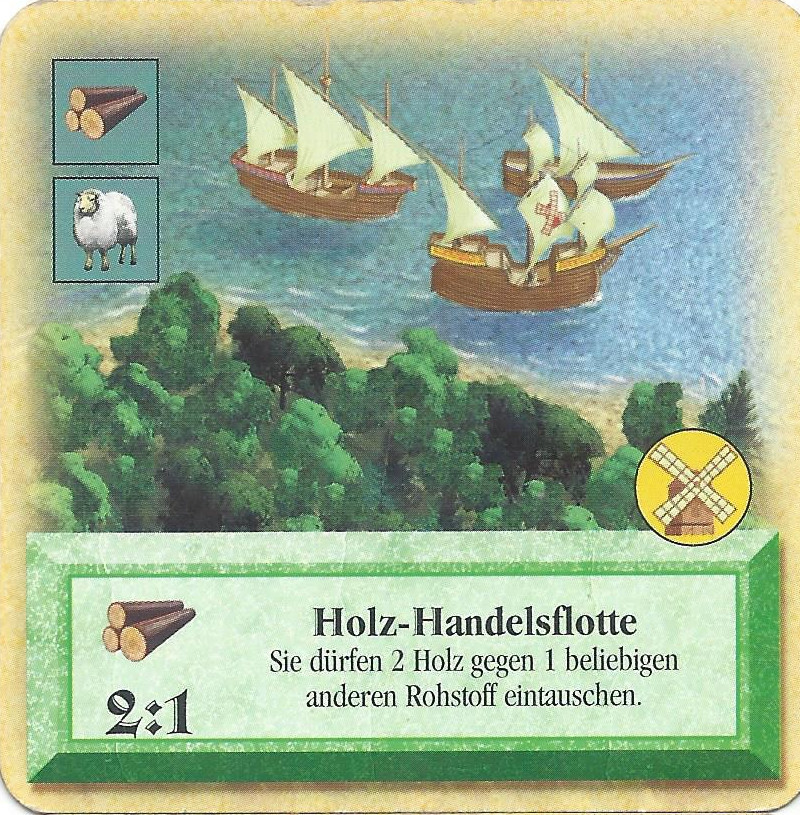 Holz-Handelsflotte
Sie dürfen 2 Holz gegen 1 beliebigen
anderen Rohstoff eintauschen.
2:1